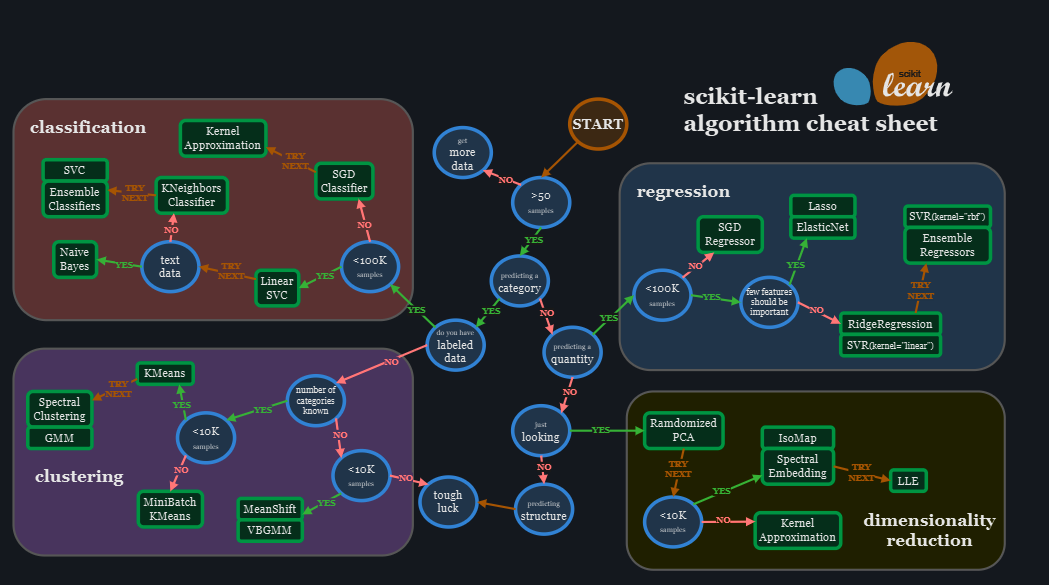 scikit
learn
scikit-learn
algorithm cheat sheet
START
>50
samples
NO
get
more
data
YES
predicting a
category
YES
NO
do you have
labeled
data
YES
NO
predicting a
quantity
YES
NO
just
looking
YES
NO
predicting
structure
tough
luck
classification
Kernel
Approximation
TRY
NEXT
SGD
Classifier
NO
<100K
samples
YES
Linear
SVC
TRY
NEXT
text
data
YES
Naive
Bayes
NO
KNeighbors
Classifier
TRY
NEXT
SVC
Ensemble
Classifiers
clustering
number of
categories
known
YES
NO
<10K
samples
YES
NO
KMeans
TRY
NEXT
Spectral
Clustering
GMM
MiniBatch
KMeans
<10K
samples
YES
NO
MeanShift
VBGMM
regression
<100K
samples
NO
YES
SGD
Regressor
few features
should be
important
YES
NO
Lasso
ElasticNet
RidgeRegression
SVR(kernel="linear")
TRY
NEXT
SVR(kernel="rbf")
Ensemble
Regressors
dimensionality
reduction
Randomized
PCA
TRY
NEXT
<10K
samples
YES
NO
IsoMap
Spectral
Embedding
TRY
NEXT
LLE
Kernel
Approximation